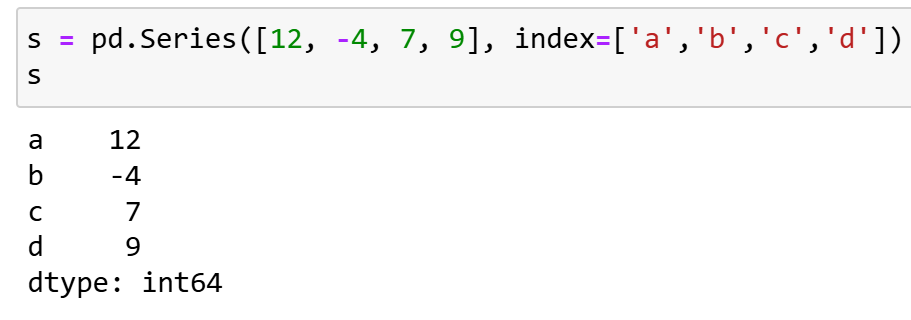 s = pd.Series([12, -4, 7, 9], index=['a','b','c','d'])
s
a    12
b    -4
c     7
d     9
dtype: int64